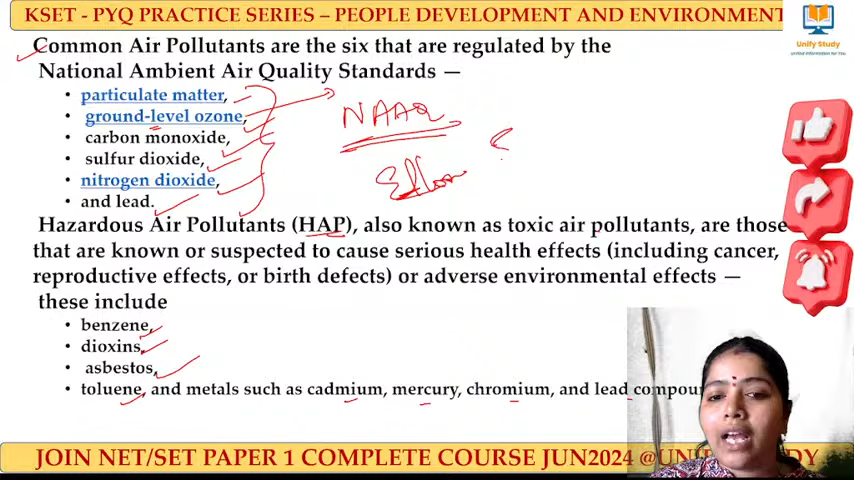 KSET - PYQ PRACTICE SERIES – PEOPLE DEVELOPMENT AND ENVIRONMENT
Unify Study
Common Air Pollutants are the six that are regulated by the
National Ambient Air Quality Standards —
• particulate matter,
• ground-level ozone,
• carbon monoxide,
• sulfur dioxide,
• nitrogen dioxide,
• and lead.
NAAQ
Hazardous Air Pollutants (HAP), also known as toxic air pollutants, are those
that are known or suspected to cause serious health effects (including cancer,
reproductive effects, or birth defects) or adverse environmental effects —
these include
• benzene,
• dioxins,
• asbestos,
• toluene, and metals such as cadmium, mercury, chromium, and lead compou
JOIN NET/SET PAPER 1 COMPLETE COURSE JUN2024 @UNI STUDY